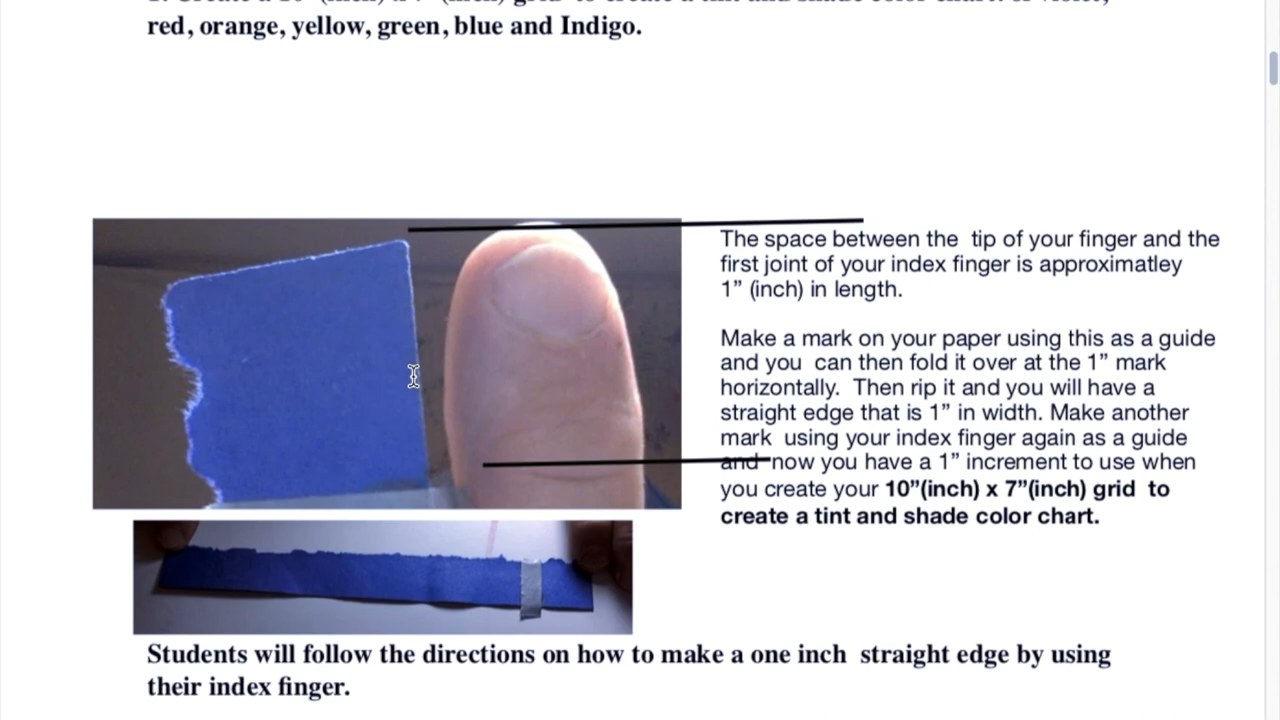 red, orange, yellow, green, blue and Indigo.
The space between the  tip of your finger and the
first joint of your index finger is approximatley
1” (inch) in length.
Make a mark on your paper using this as a guide
and you  can then fold it over at the 1” mark
horizontally.  Then rip it and you will have a
straight edge that is 1” in width. Make another
mark  using your index finger again as a guide
and  now you have a 1” increment to use when
you create your 10”(inch) x 7”(inch) grid  to
create a tint and shade color chart.
Students will follow the directions on how to make a one inch  straight edge by using
their index finger.